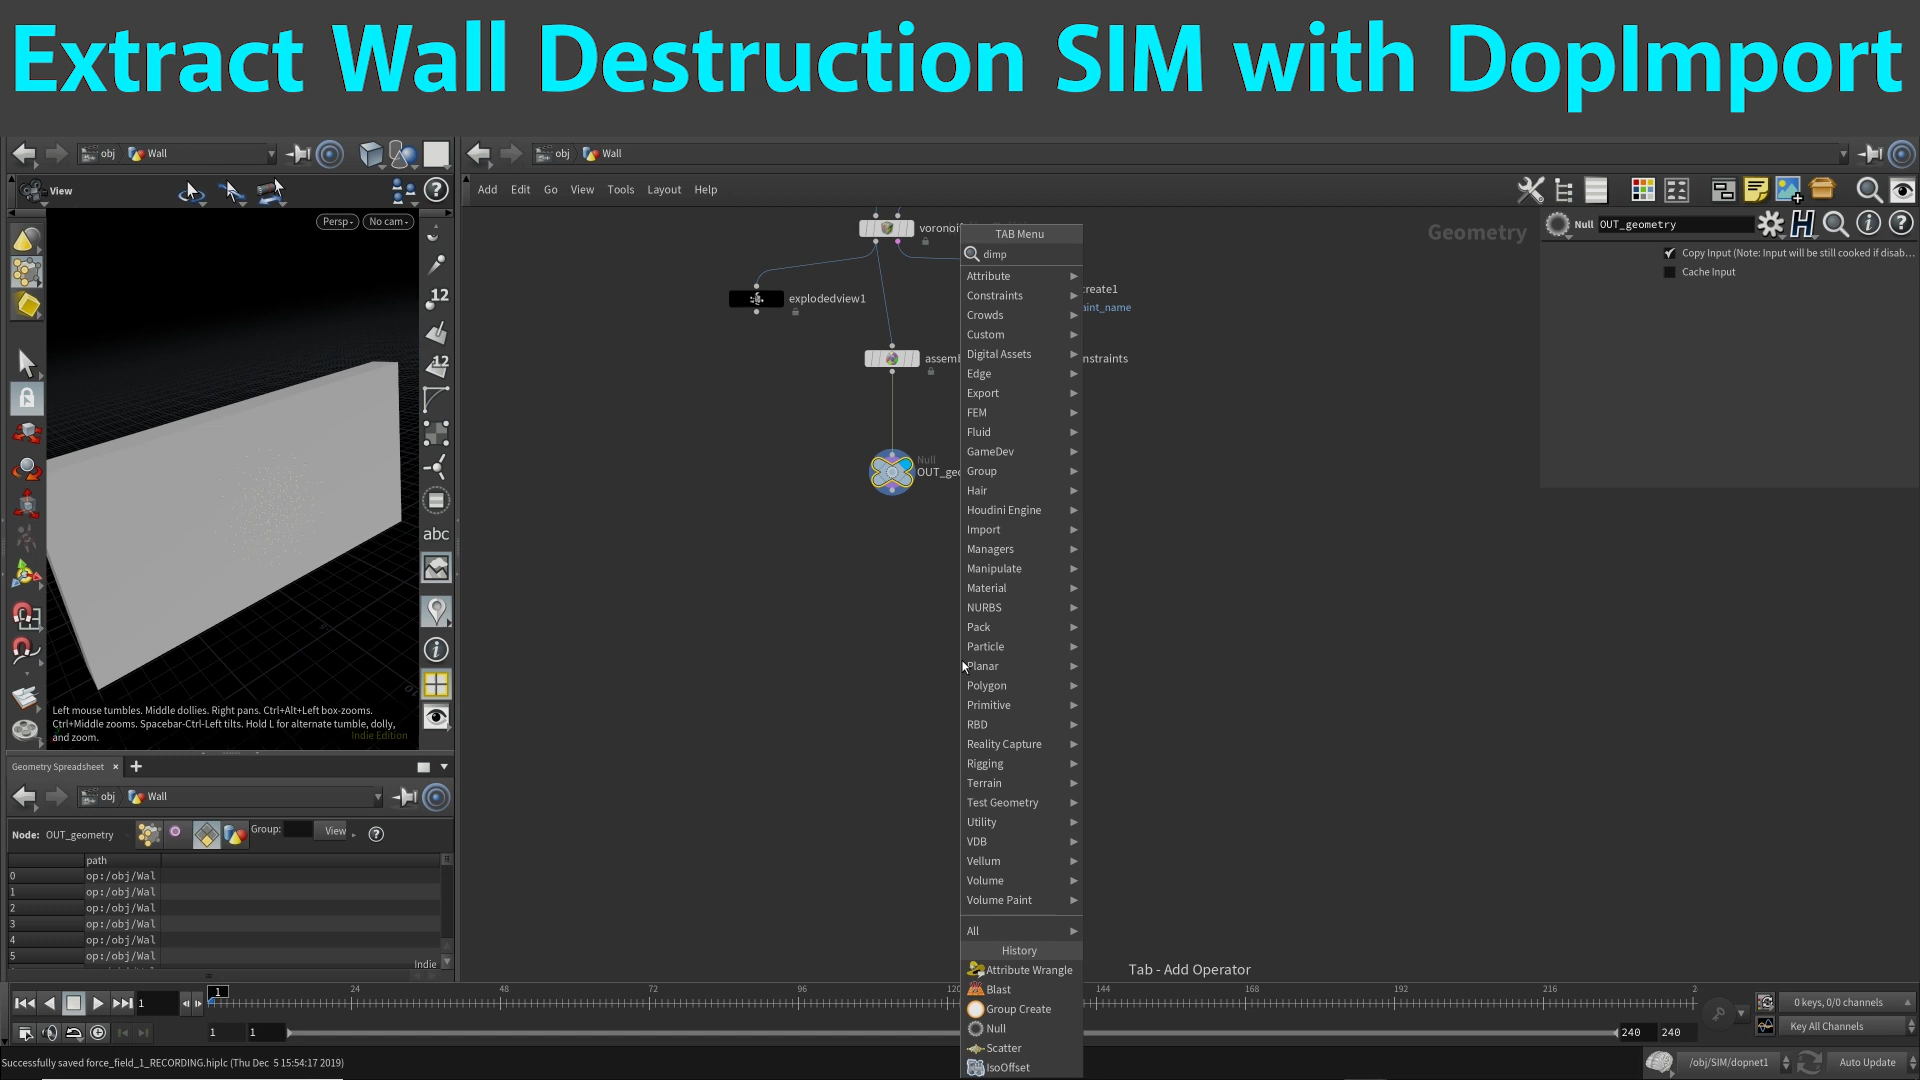 Extract Wall Destruction SIM with DopImport
obj Wall
obj Wall
View
Add Edit Go View Tools Layout Help
Persp- No cam-
Geometry
Null OUT_geometry
Copy Input (Note: Input will be still cooked if disab...
Cache Input
12
12
abc
explodedview1
Null
TAB Menu
dimp
Attribute
Constraints
Crowds
Custom
Digital Assets
Edge
Export
FEM
Fluid
GameDev
Group
Hair
Houdini Engine
Import
Managers
Manipulate
Material
NURBS
Pack
Particle
Planar
Polygon
Primitive
RBD
Reality Capture
Rigging
Terrain
Test Geometry
Utility
VDB
Vellum
Volume
Volume Paint
All
History
Attribute Wrangle
Blast
Group Create
Null
Scatter
IsoOffset
Left mouse tumbles. Middle dollies. Right pans. Ctrl+Alt+Left box-zooms.
Ctrl+Middle zooms. Spacebar-Ctrl-Left tilts. Hold L for alternate tumble, dolly,
and zoom.
Indie Edition
Geometry Spreadsheet × +
obj Wall
Node: OUT_geometry Group: View
path
0 op:/obj/Wal
1 op:/obj/Wal
2 op:/obj/Wal
3 op:/obj/Wal
4 op:/obj/Wal
5 op:/obj/Wal
Indie
Tab - Add Operator
1 1 24 48 72 96 120 144 168 192 216 2
0 keys, 0/0 channels
1 1 240 240
Key All Channels
Successfully saved force_field_1_RECORDING.hiplc (Thu Dec 5 15:54:17 2019)
/obj/SIM/dopnet1 Auto Update